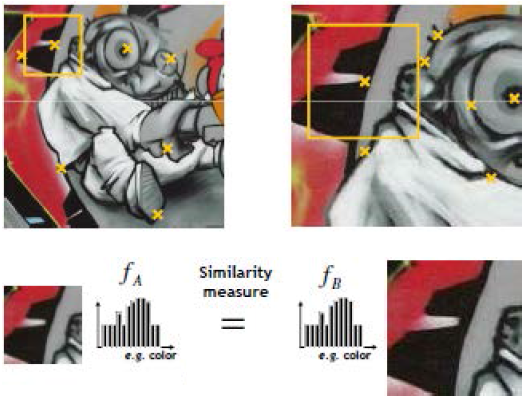 f_A
Similarity
measure
f_B
=
e.g. color
e.g. color